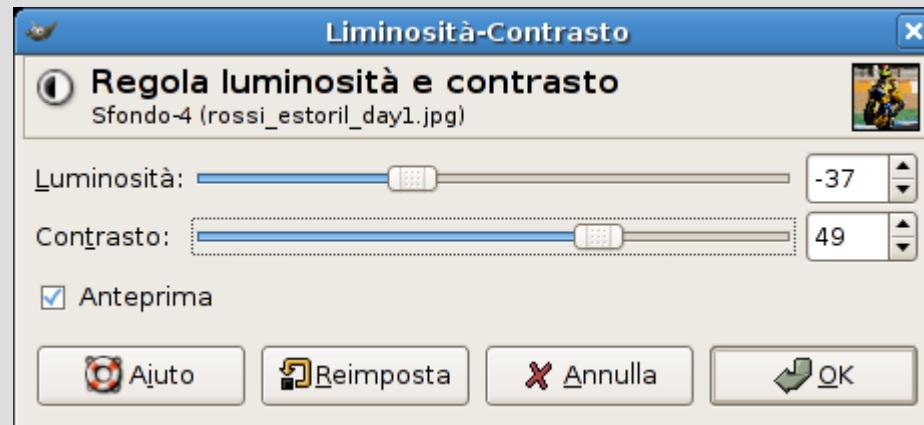 Liminosità-Contrasto
Regola luminosità e contrasto
Sfondo-4 (rossi_estoril_day1.jpg)
Luminosità: -37
Contrasto: 49
Anteprima
Aiuto Reimposta Annulla OK